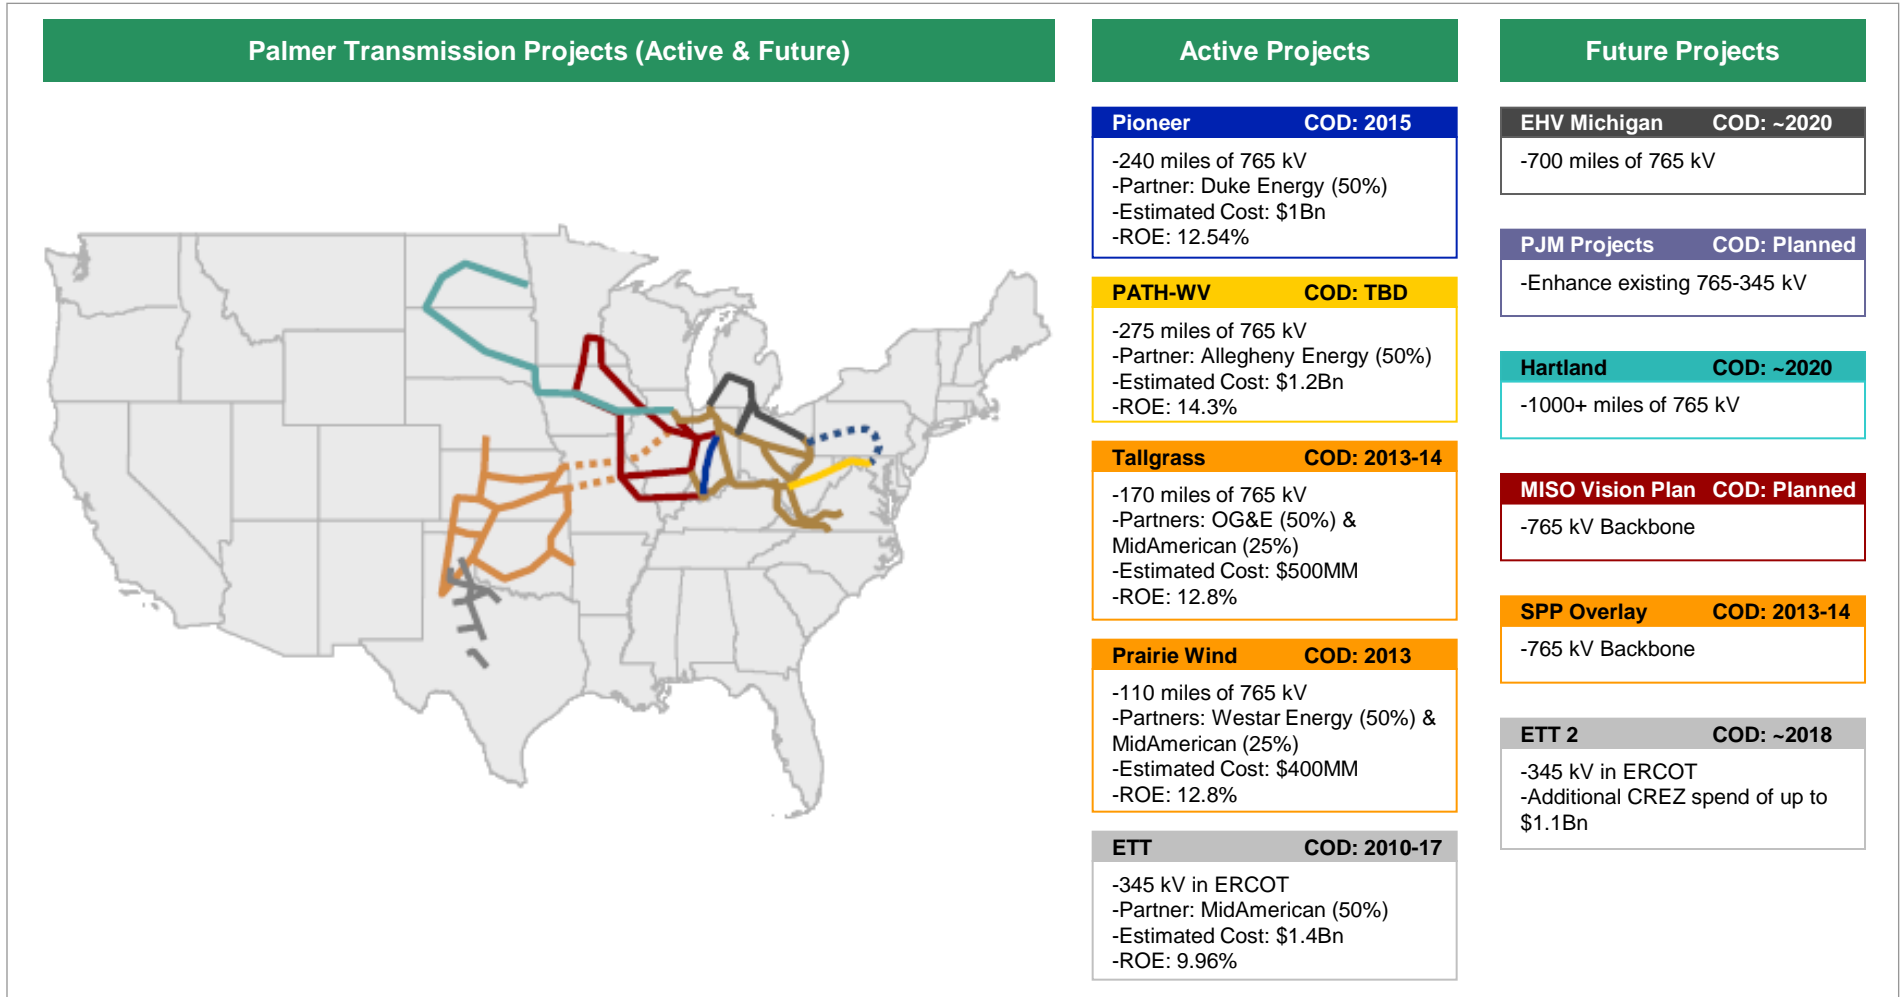 Palmer Transmission Projects (Active & Future)
Active Projects
Pioneer COD: 2015
-240 miles of 765 kV
-Partner: Duke Energy (50%)
-Estimated Cost: $1Bn
-ROE: 12.54%
PATH-WV COD: TBD
-275 miles of 765 kV
-Partner: Allegheny Energy (50%)
-Estimated Cost: $1.2Bn
-ROE: 14.3%
Tallgrass COD: 2013-14
-170 miles of 765 kV
-Partners: OG&E (50%) &
MidAmerican (25%)
-Estimated Cost: $500MM
-ROE: 12.8%
Prairie Wind COD: 2013
-110 miles of 765 kV
-Partners: Westar Energy (50%) &
MidAmerican (25%)
-Estimated Cost: $400MM
-ROE: 12.8%
ETT COD: 2010-17
-345 kV in ERCOT
-Partner: MidAmerican (50%)
-Estimated Cost: $1.4Bn
-ROE: 9.96%
Future Projects
EHV Michigan COD: ~2020
-700 miles of 765 kV
PJM Projects COD: Planned
-Enhance existing 765-345 kV
Hartland COD: ~2020
-1000+ miles of 765 kV
MISO Vision Plan COD: Planned
-765 kV Backbone
SPP Overlay COD: 2013-14
-765 kV Backbone
ETT 2 COD: ~2018
-345 kV in ERCOT
-Additional CREZ spend of up to
$1.1Bn